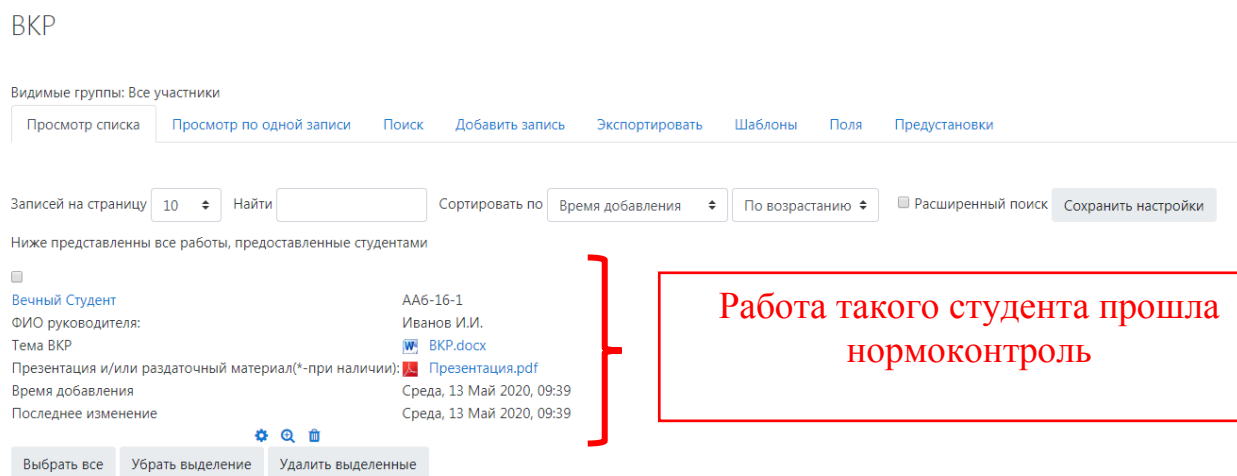 ВКР
Видимые группы: Все участники
Просмотр списка Просмотр по одной записи Поиск Добавить запись Экспортировать Шаблоны Поля Предустановки
Записей на страницу 10 Найти Сортировать по Время добавления По возрастанию Расширенный поиск Сохранить настройки
Ниже представленны все работы, предоставленные студентами
Вечный Студент ААб-16-1
ФИО руководителя: Иванов И.И.
Тема ВКР ВКР.docx
Презентация и/или раздаточный материал(*-при наличии): Презентация.pdf
Время добавления Среда, 13 Май 2020, 09:39
Последнее изменение Среда, 13 Май 2020, 09:39
Выбрать все Убрать выделение Удалить выделенные
Работа такого студента прошла
нормоконтроль